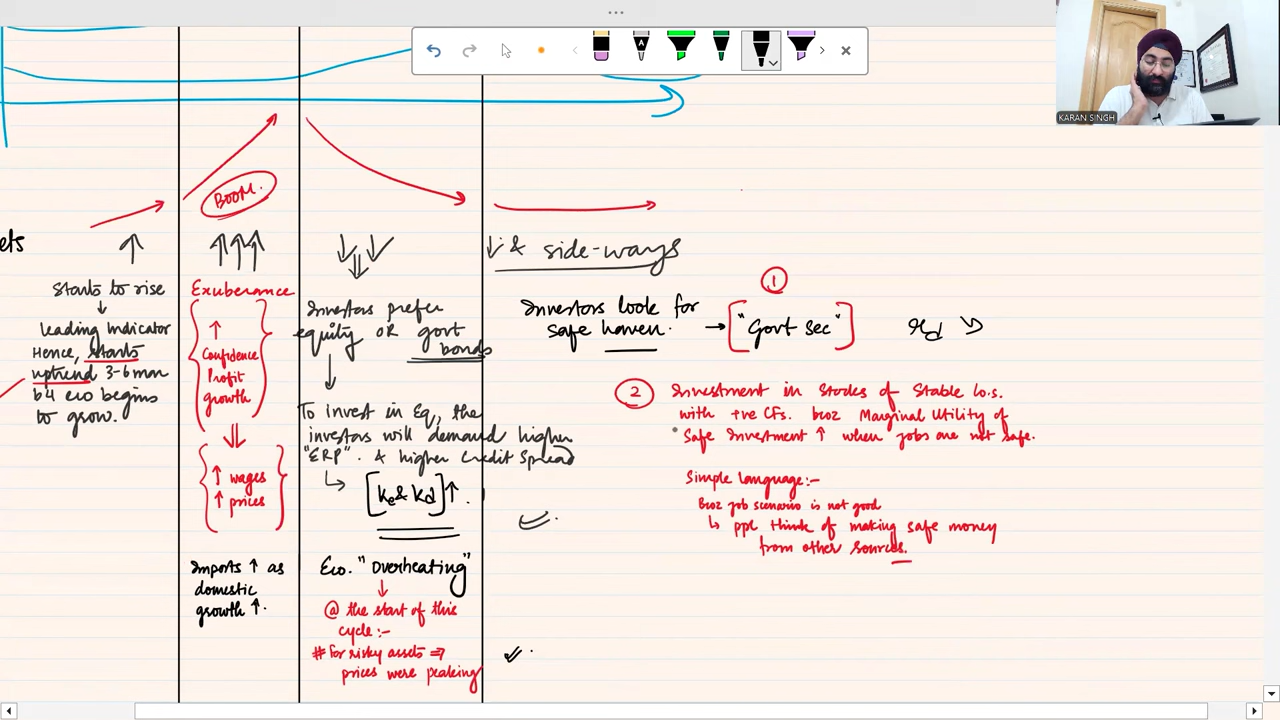 KARAN SINGH
ets
↑
Starts to rise
↓
leading indicator
Hence, starts
uptrend 3-6 mon
b4 eco begins
to grow.
BOOM.
↑↑↑
Exuberance
↑
Confidence
Profit
growth
⇓
↑ wages
↑ prices
Imports ↑ as
domestic
growth ↑.
↓↓
⇓
Investors prefer
equity OR govt
bonds
↓
To invest in Eq, the
investors will demand higher
"ERP". & higher credit Spread
↳ [ke & kd]↑.
Eco. "Overheating"
↓
@ the start of this
cycle:-
# for risky assets ⇒
prices were peaking
↓ & side-ways
Investors look for
safe haven. → ["Govt Sec"]
1
2 Investment in Stocks of Stable Co.s.
with +ve CFs. bcoz Marginal Utility of
Safe Investment ↑ when jobs are not safe.
Simple language:-
Bcoz job scenario is not good
↳ ppl think of making safe money
from other sources.